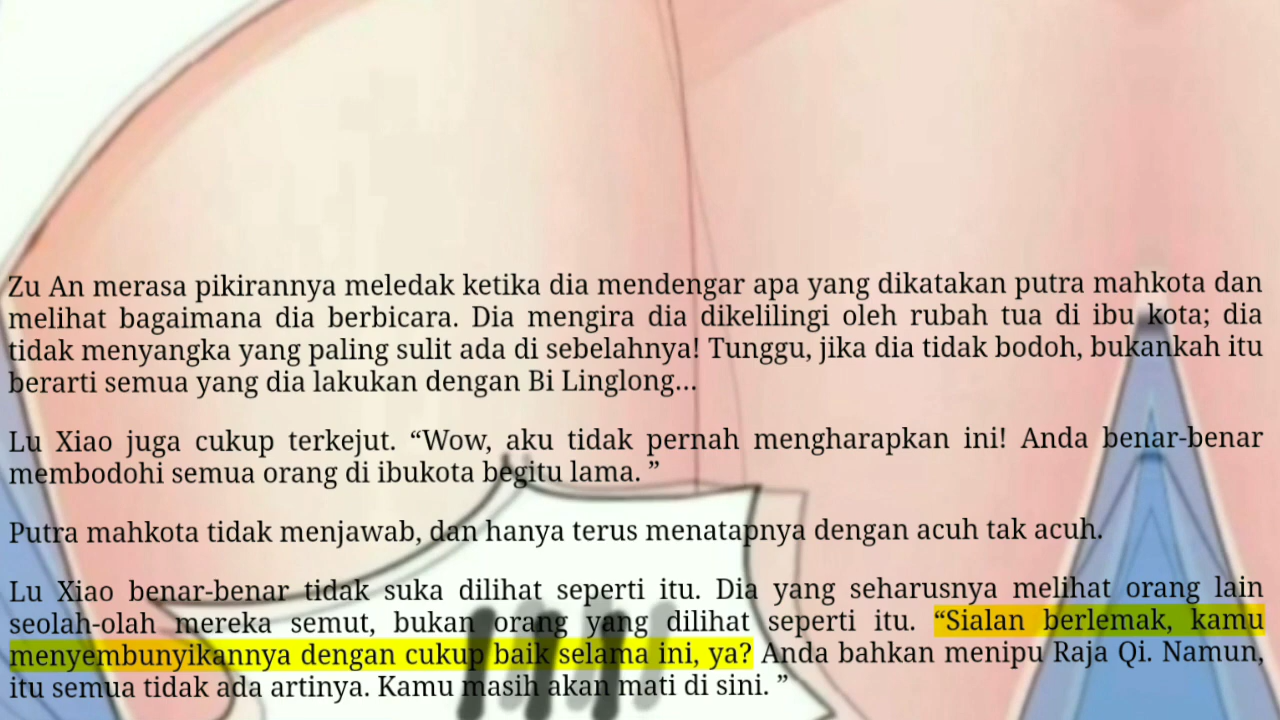 Zu An merasa pikirannya meledak ketika dia mendengar apa yang dikatakan putra mahkota dan
melihat bagaimana dia berbicara. Dia mengira dia dikelilingi oleh rubah tua di ibu kota; dia
tidak menyangka yang paling sulit ada di sebelahnya! Tunggu, jika dia tidak bodoh, bukankah itu
berarti semua yang dia lakukan dengan Bi Linglong…
Lu Xiao juga cukup terkejut. “Wow, aku tidak pernah mengharapkan ini! Anda benar-benar
membodohi semua orang di ibukota begitu lama. ”
Putra mahkota tidak menjawab, dan hanya terus menatapnya dengan acuh tak acuh.
Lu Xiao benar-benar tidak suka dilihat seperti itu. Dia yang seharusnya melihat orang lain
seolah-olah mereka semut, bukan orang yang dilihat seperti itu. “Sialan berlemak, kamu
menyembunyikannya dengan cukup baik selama ini, ya? Anda bahkan menipu Raja Qi. Namun,
itu semua tidak ada artinya. Kamu masih akan mati di sini. ”